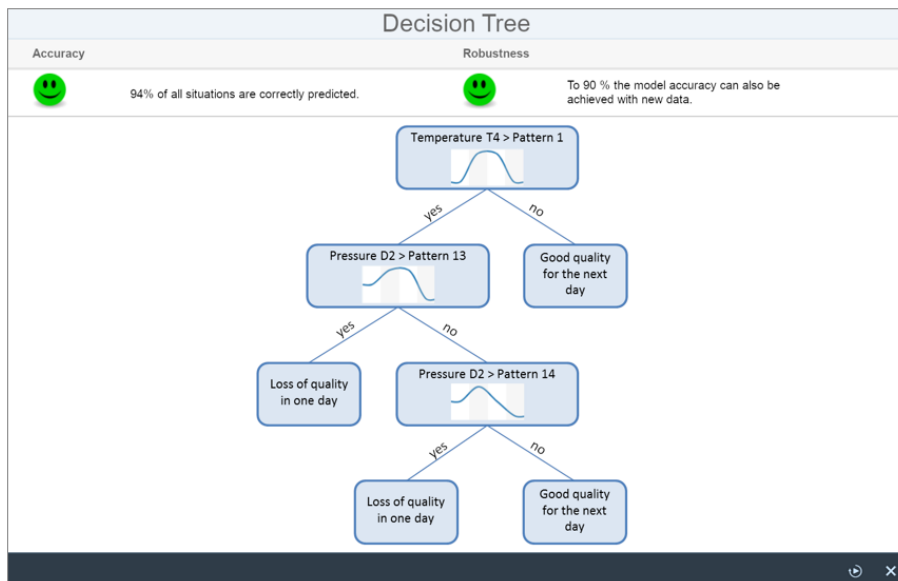 Decision Tree
Accuracy
Robustness
94% of all situations are correctly predicted.
To 90 % the model accuracy can also be
achieved with new data.
Temperature T4 > Pattern 1
yes
no
Pressure D2 > Pattern 13
Good quality
for the next
day
yes
no
Loss of quality
in one day
Pressure D2 > Pattern 14
yes
no
Loss of quality
in one day
Good quality
for the next
day